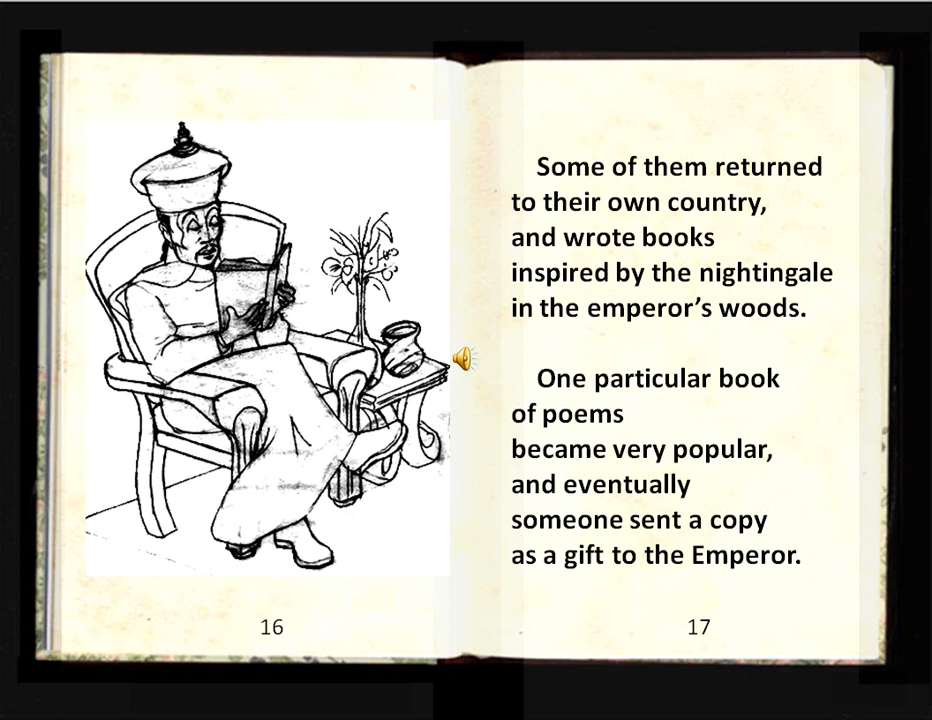 Some of them returned
to their own country,
and wrote books
inspired by the nightingale
in the emperor’s woods.
One particular book
of poems
became very popular,
and eventually
someone sent a copy
as a gift to the Emperor.
16
17